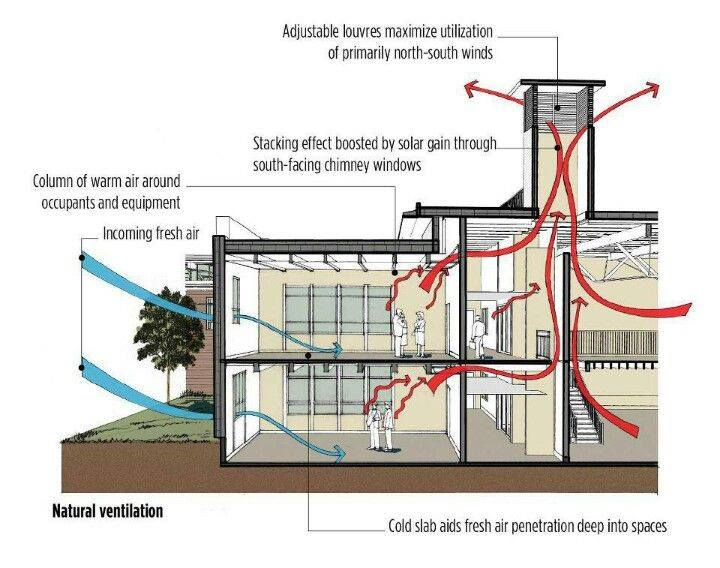 Adjustable louvres maximize utilization
of primarily north-south winds
Stacking effect boosted by solar gain through
south-facing chimney windows
Column of warm air around
occupants and equipment
Incoming fresh air
Natural ventilation
Cold slab aids fresh air penetration deep into spaces